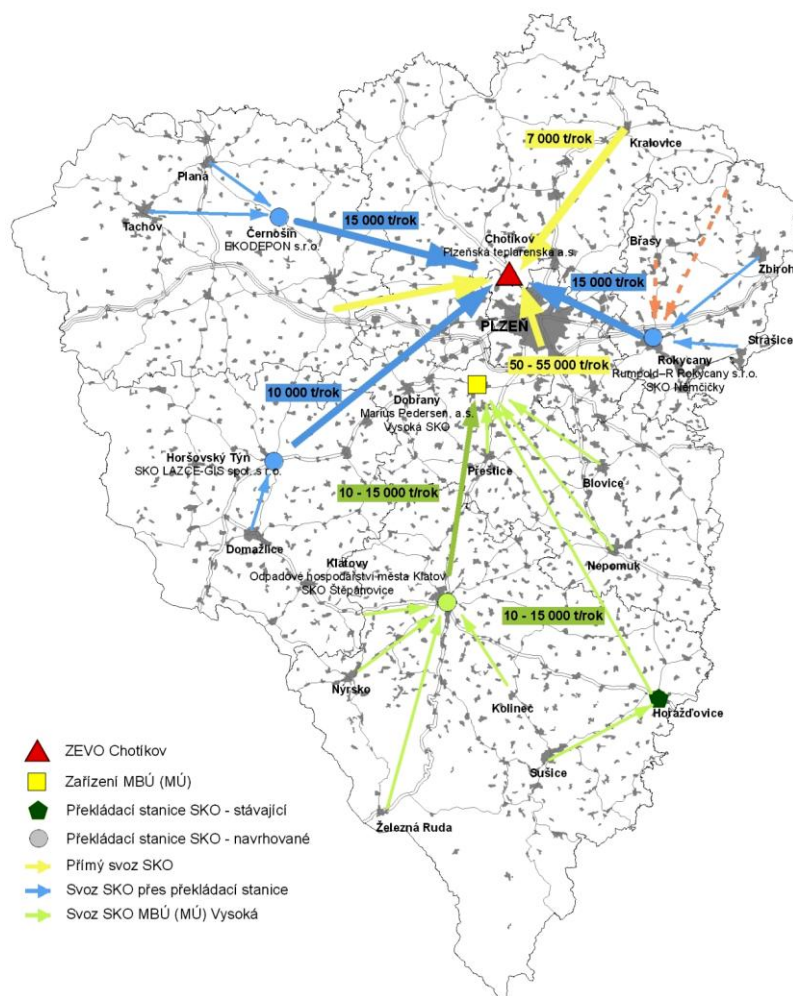 7 000 t/rok
Kralovice
Planá
Tachov
15 000 t/rok
Černošín
EKODEPON s.r.o.
Chotíkov
Plzeňská teplárenská a.s.
Břasy
Zbiroh
15 000 t/rok
PLZEŇ
Strašice
Rokycany
Rumpold–R Rokycany s.r.o.
SKO Němčičky
50 - 55 000 t/rok
10 000 t/rok
Dobřany
Marius Pedersen, a.s.
Vysoká SKO
Horšovský Týn
SKO LAZCE-GIS spol. s r.o.
Přeštice
Blovice
10 - 15 000 t/rok
Domažlice
Nepomuk
Klatovy
Odpadové hospodářství města Klatov
SKO Štěpánovice
10 - 15 000 t/rok
Nýrsko
Kolinec
Horažďovice
Sušice
Železná Ruda
ZEVO Chotíkov
Zařízení MBÚ (MÚ)
Překládací stanice SKO - stávající
Překládací stanice SKO - navrhované
Přímý svoz SKO
Svoz SKO přes překládací stanice
Svoz SKO MBÚ (MÚ) Vysoká